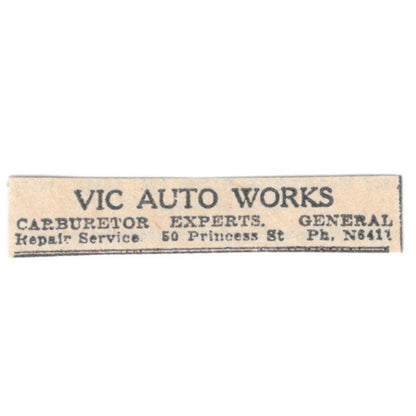 VIC AUTO WORKS
CARBURETOR EXPERTS. GENERAL
Repair Service. 50 Princess St Ph. N6411